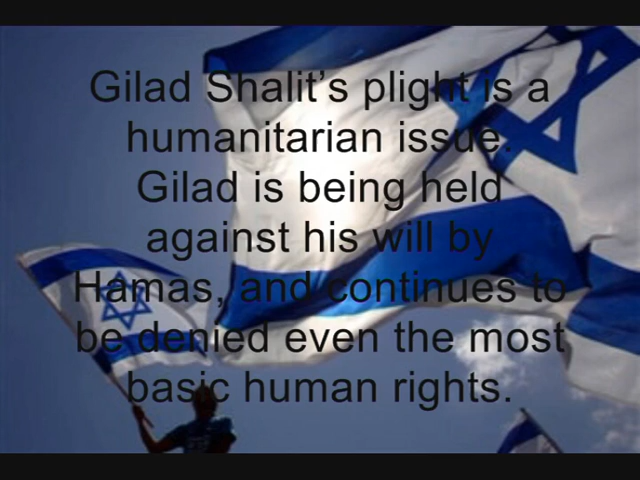 Gilad Shalit’s plight is a
humanitarian issue.
Gilad is being held
against his will by
Hamas, and continues to
be denied even the most
basic human rights.